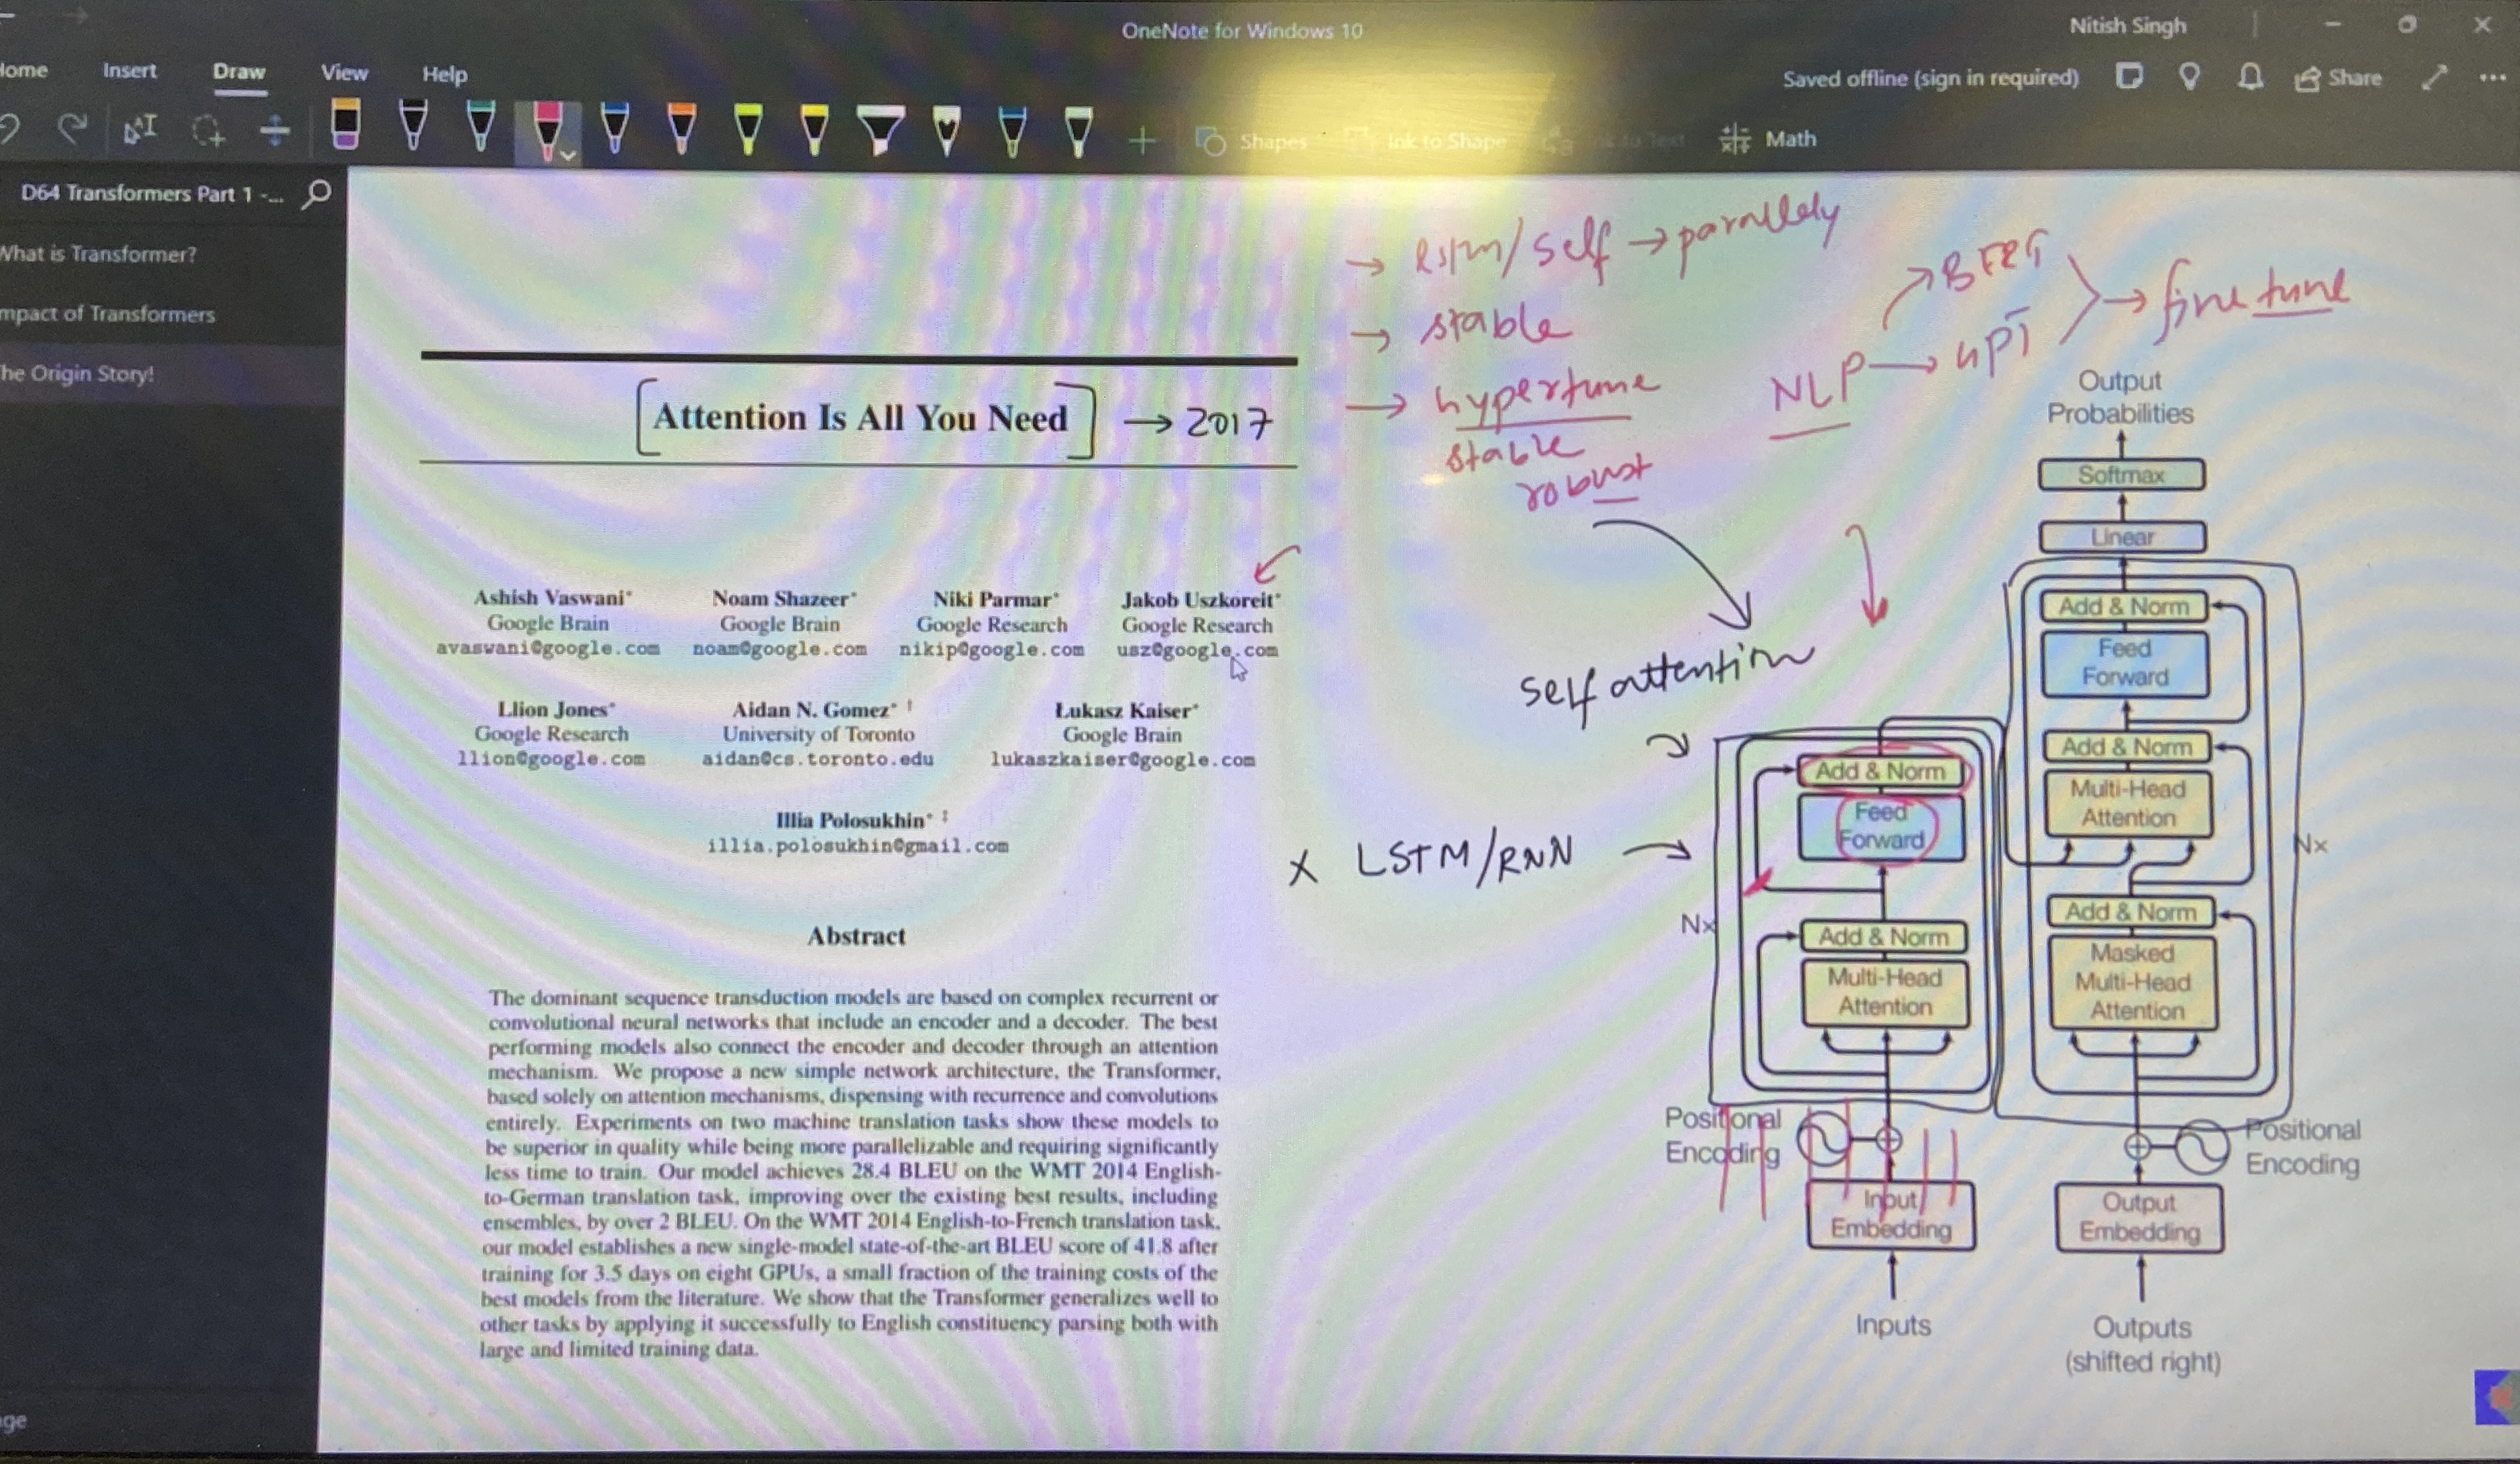 OneNote for Windows 10
Nitish Singh
Home Insert Draw View Help
Saved offline (sign in required)
Share
Shapes
Ink to Shape
to Text
Math
D64 Transformers Part 1 -...
What is Transformer?
Impact of Transformers
The Origin Story!
→ lstm/self → parallely
→ stable
→ hypertune
stable
robust
NLP → BERT
→ GPT
→ fine tune
Attention Is All You Need → 2017
Ashish Vaswani*
Google Brain
avaswani@google.com
Noam Shazeer*
Google Brain
noam@google.com
Niki Parmar*
Google Research
nikip@google.com
Jakob Uszkoreit*
Google Research
usz@google.com
Llion Jones*
Google Research
llion@google.com
Aidan N. Gomez* †
University of Toronto
aidan@cs.toronto.edu
Łukasz Kaiser*
Google Brain
lukaszkaiser@google.com
Illia Polosukhin* ‡
illia.polosukhin@gmail.com
Abstract
The dominant sequence transduction models are based on complex recurrent or
convolutional neural networks that include an encoder and a decoder. The best
performing models also connect the encoder and decoder through an attention
mechanism. We propose a new simple network architecture, the Transformer,
based solely on attention mechanisms, dispensing with recurrence and convolutions
entirely. Experiments on two machine translation tasks show these models to
be superior in quality while being more parallelizable and requiring significantly
less time to train. Our model achieves 28.4 BLEU on the WMT 2014 English-
to-German translation task, improving over the existing best results, including
ensembles, by over 2 BLEU. On the WMT 2014 English-to-French translation task,
our model establishes a new single-model state-of-the-art BLEU score of 41.8 after
training for 3.5 days on eight GPUs, a small fraction of the training costs of the
best models from the literature. We show that the Transformer generalizes well to
other tasks by applying it successfully to English constituency parsing both with
large and limited training data.
self attention
x LSTM/RNN →
Add & Norm
Feed
Forward
Nx
Add & Norm
Multi-Head
Attention
Positional
Encoding
Input
Embedding
Inputs
Output
Probabilities
Softmax
Linear
Add & Norm
Feed
Forward
Add & Norm
Multi-Head
Attention
Nx
Add & Norm
Masked
Multi-Head
Attention
Positional
Encoding
Output
Embedding
Outputs
(shifted right)